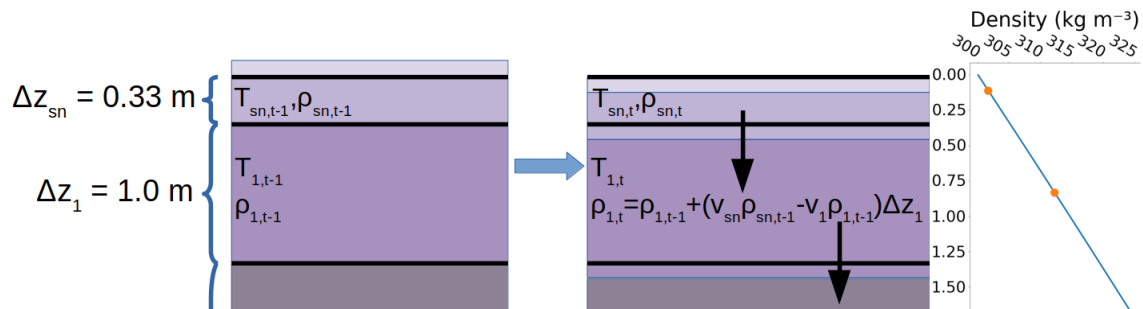 Density (kg m⁻³)
300 305 310 315 320 325
Δz_sn = 0.33 m
T_sn,t-1,ρ_sn,t-1
T_sn,t,ρ_sn,t
0.00
0.25
0.50
Δz_1 = 1.0 m
T_1,t-1
ρ_1,t-1
T_1,t
ρ_1,t=ρ_1,t-1+(v_snρ_sn,t-1-v_1ρ_1,t-1)Δz_1
0.75
1.00
1.25
1.50